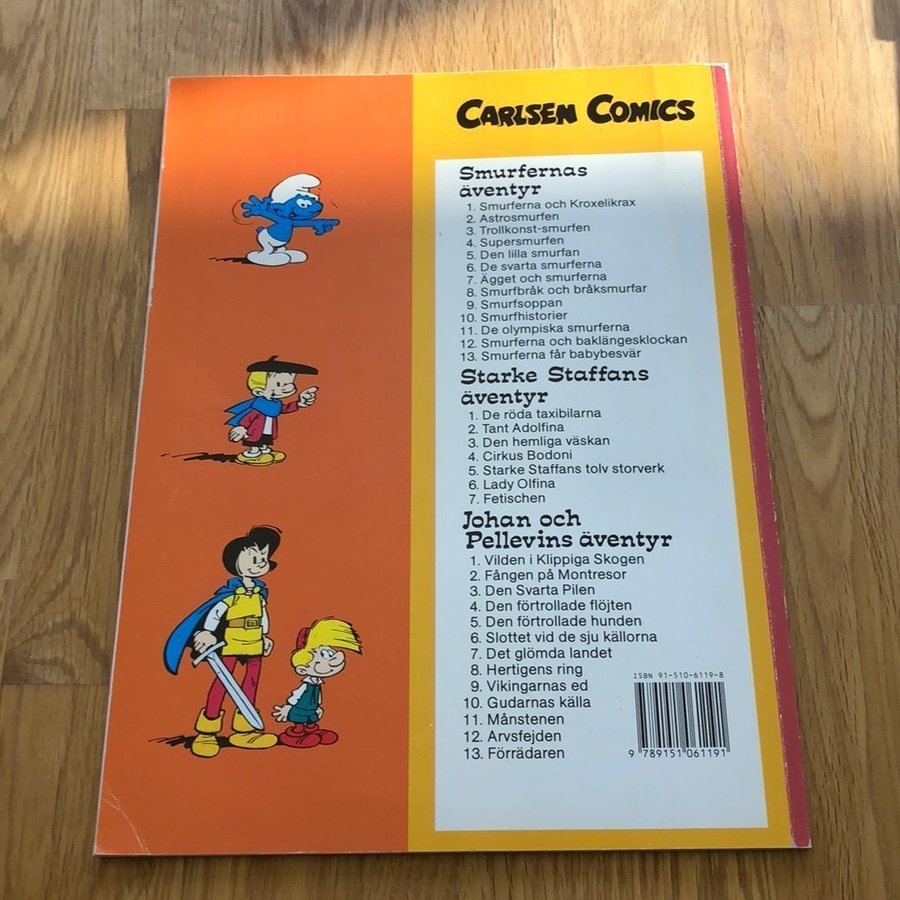 CARLSEN COMICS
Smurfernas
äventyr
1. Smurferna och Kroxelikrax
2. Astrosmurfen
3. Trollkonst-smurfen
4. Supersmurfen
5. Den lilla smurfan
6. De svarta smurferna
7. Ägget och smurferna
8. Smurfbråk och bråksmurfar
9. Smurfsoppan
10. Smurfhistorier
11. De olympiska smurferna
12. Smurferna och baklängesklockan
13. Smurferna får babybesvär
Starke Staffans
äventyr
1. De röda taxibilarna
2. Tant Adolfina
3. Den hemliga väskan
4. Cirkus Bodoni
5. Starke Staffans tolv storverk
6. Lady Olfina
7. Fetischen
Johan och
Pellevins äventyr
1. Vilden i Klippiga Skogen
2. Fången på Montresor
3. Den Svarta Pilen
4. Den förtrollade flöjten
5. Den förtrollade hunden
6. Slottet vid de sju källorna
7. Det glömda landet
8. Hertigens ring
9. Vikingarnas ed
10. Gudarnas källa
11. Månstenen
12. Arvsfejden
13. Förrädaren
ISBN 91-510-6119-8
9 789151 061191